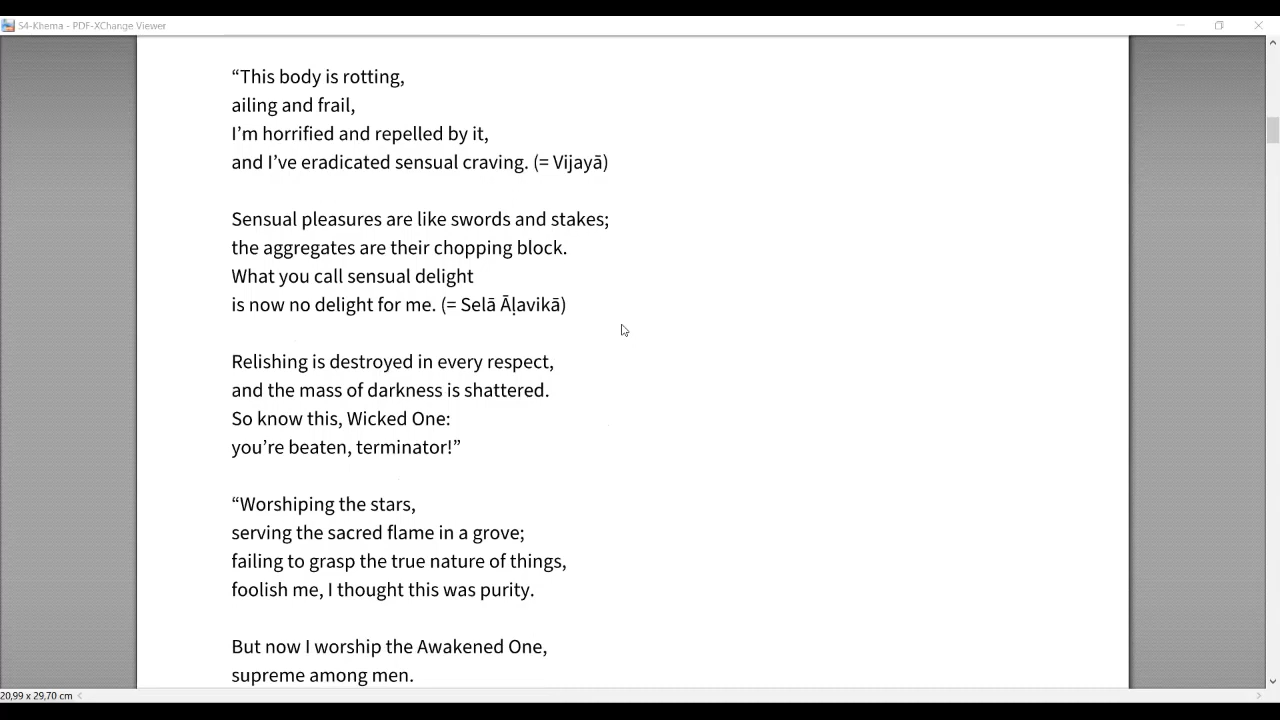 S4-Khema - PDF-XChange Viewer
“This body is rotting,
ailing and frail,
I’m horrified and repelled by it,
and I’ve eradicated sensual craving. (= Vijayā)
Sensual pleasures are like swords and stakes;
the aggregates are their chopping block.
What you call sensual delight
is now no delight for me. (= Selā Āḷavikā)
Relishing is destroyed in every respect,
and the mass of darkness is shattered.
So know this, Wicked One:
you’re beaten, terminator!”
“Worshiping the stars,
serving the sacred flame in a grove;
failing to grasp the true nature of things,
foolish me, I thought this was purity.
But now I worship the Awakened One,
supreme among men.
20,99 x 29,70 cm